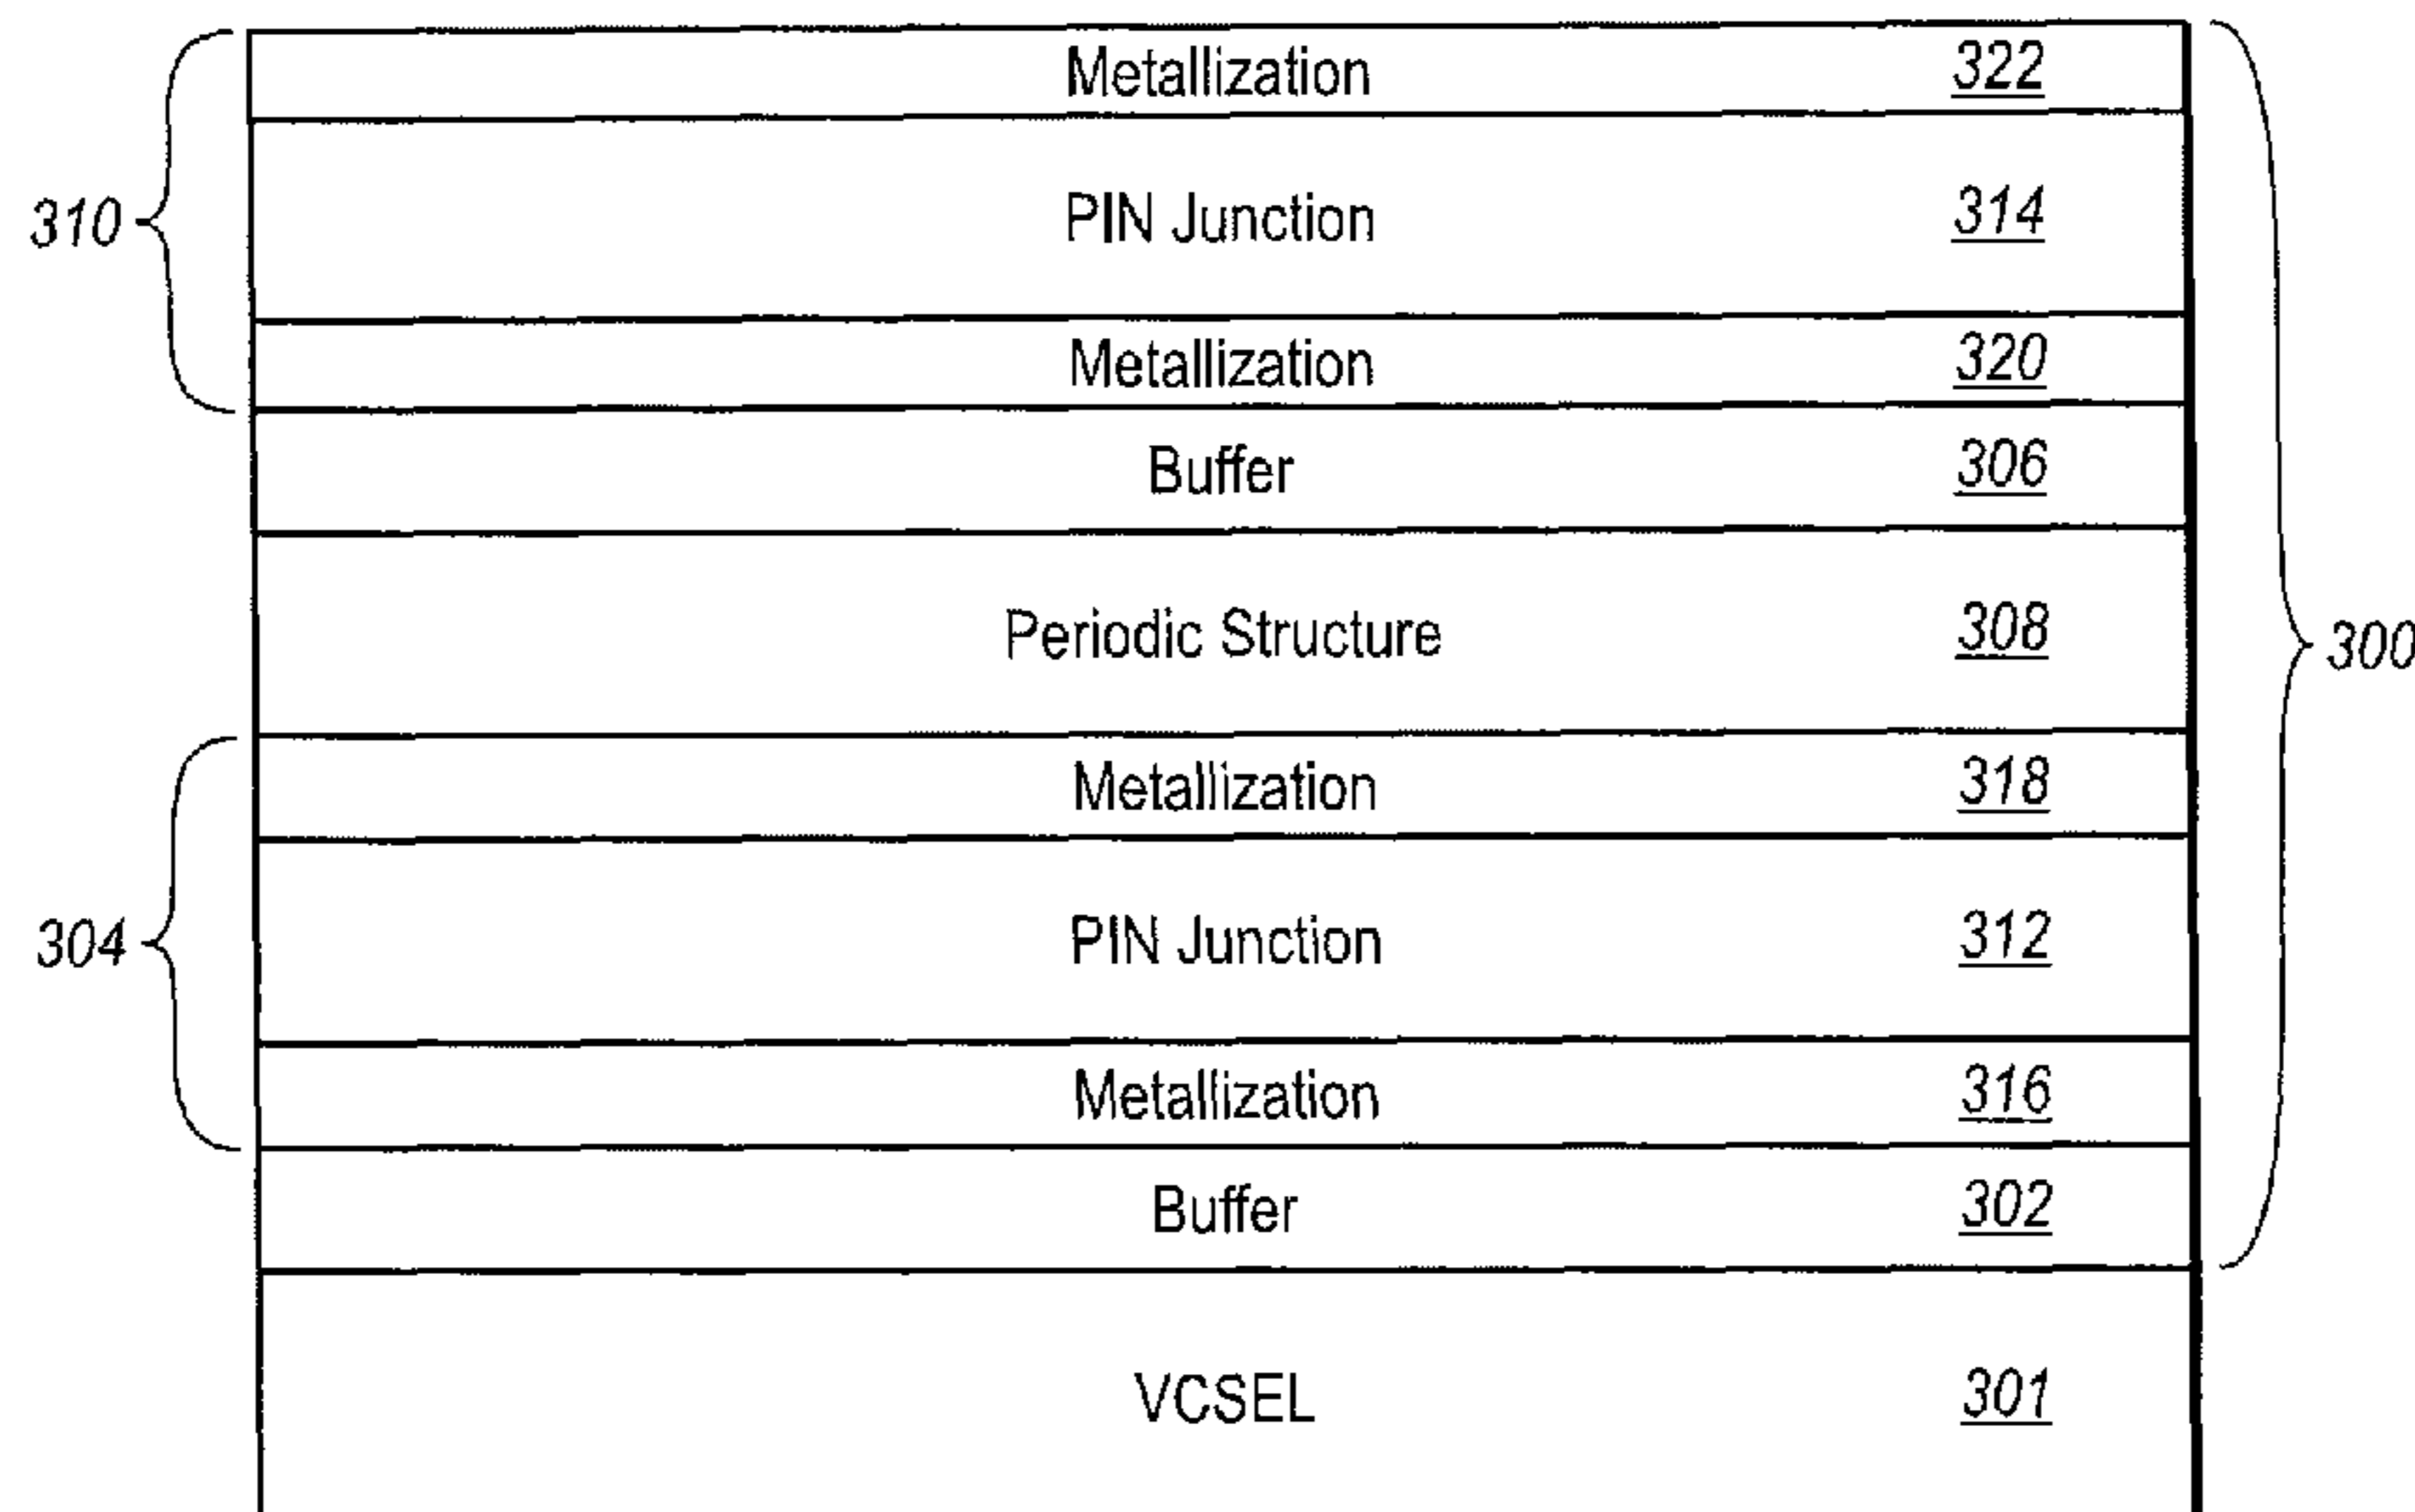 Metallization 322
310 PIN Junction 314
Metallization 320
Buffer 306
Periodic Structure 308
300
Metallization 318
304 PIN Junction 312
Metallization 316
Buffer 302
VCSEL 301